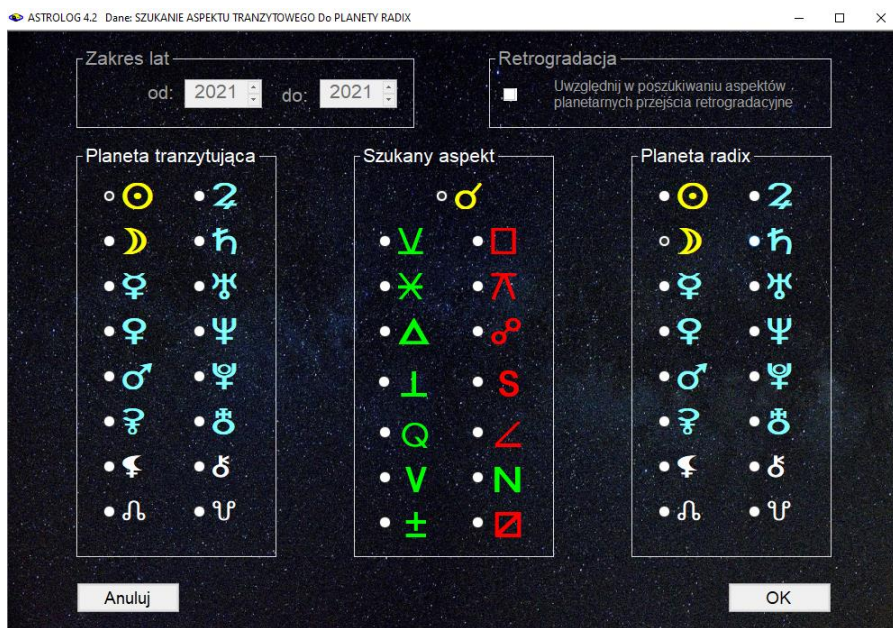 ASTROLOG 4.2 Dane: SZUKANIE ASPEKTU TRANZYTOWEGO Do PLANETY RADIX
Zakres lat
od: 2021 do: 2021
Retrogradacja
Uwzględnij w poszukiwaniu aspektów
planetarnych przejścia retrogradacyjne
Planeta tranzytująca
☉ ♃
☽ ♄
☿ ♅
♀ ♆
♂ ♇
⚳ ♁
⚸ ⚷
☊ ☋
Szukany aspekt
☌
⚺ □
⚹ ⚻
△ ☍
⊥ S
Q ∠
V N
± ⍁
Planeta radix
☉ ♃
☽ ♄
☿ ♅
♀ ♆
♂ ♇
⚳ ♁
⚸ ⚷
☊ ☋
Anuluj
OK